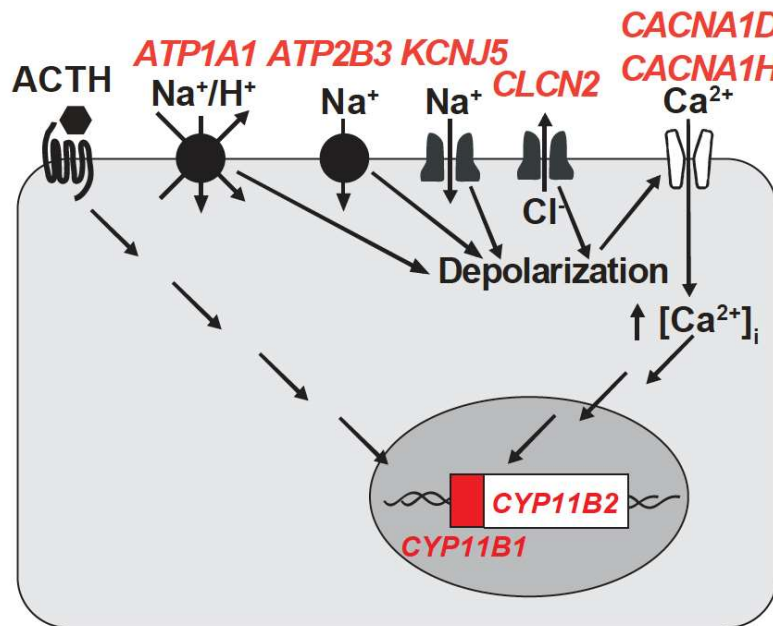 CACNA1D
ATP1A1 ATP2B3 KCNJ5
CACNA1H
ACTH
CLCN2
Na⁺/H⁺
Na⁺
Na⁺
Ca²⁺
Cl⁻
Depolarization
[Ca²⁺]i
CYP11B2
CYP11B1